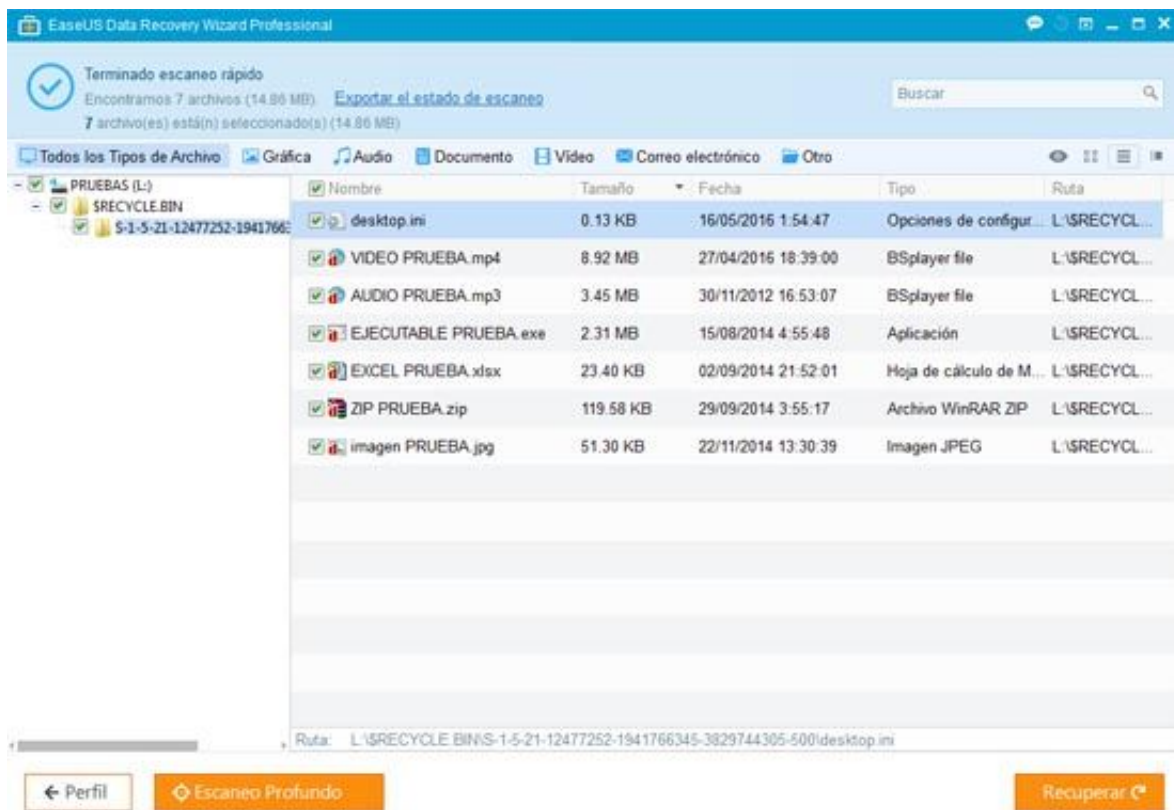 EaseUS Data Recovery Wizard Professional
Terminado escaneo rápido
Encontramos 7 archivos (14.86 MB). Exportar el estado de escaneo
7 archivo(es) está(n) seleccionado(s) (14.86 MB)
Buscar
Todos los Tipos de Archivo Gráfica Audio Documento Vídeo Correo electrónico Otro
PRUEBAS (L:)
$RECYCLE.BIN
S-1-5-21-12477252-1941766
Nombre Tamaño Fecha Tipo Ruta
desktop.ini 0.13 KB 16/05/2016 1:54:47 Opciones de configur... L:\$RECYCL...
VIDEO PRUEBA.mp4 8.92 MB 27/04/2016 18:39:00 BSplayer file L:\$RECYCL...
AUDIO PRUEBA.mp3 3.45 MB 30/11/2012 16:53:07 BSplayer file L:\$RECYCL...
EJECUTABLE PRUEBA.exe 2.31 MB 15/08/2014 4:55:48 Aplicación L:\$RECYCL...
EXCEL PRUEBA.xlsx 23.40 KB 02/09/2014 21:52:01 Hoja de cálculo de M... L:\$RECYCL...
ZIP PRUEBA.zip 119.58 KB 29/09/2014 3:55:17 Archivo WinRAR ZIP L:\$RECYCL...
imagen PRUEBA.jpg 51.30 KB 22/11/2014 13:30:39 Imagen JPEG L:\$RECYCL...
Ruta: L:\$RECYCLE.BIN\S-1-5-21-12477252-1941766345-3829744305-500\desktop.ini
Perfil Escaneo Profundo Recuperar